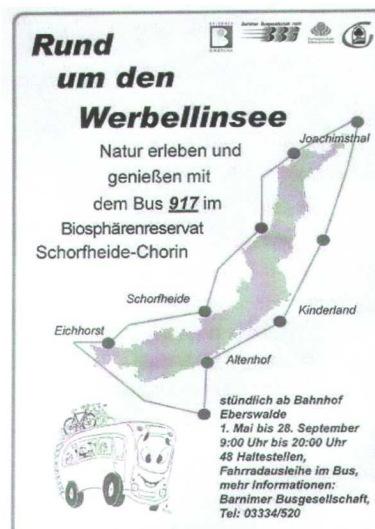 Rund
um den
Werbellinsee
Natur erleben und
genießen mit
dem Bus 917 im
Biosphärenreservat
Schorfheide-Chorin
Joachimsthal
Schorfheide
Kinderland
Eichhorst
Altenhof
stündlich ab Bahnhof
Eberswalde
1. Mai bis 28. September
9:00 Uhr bis 20:00 Uhr
48 Haltestellen,
Fahrradausleihe im Bus,
mehr Informationen:
Barnimer Busgesellschaft,
Tel: 03334/520